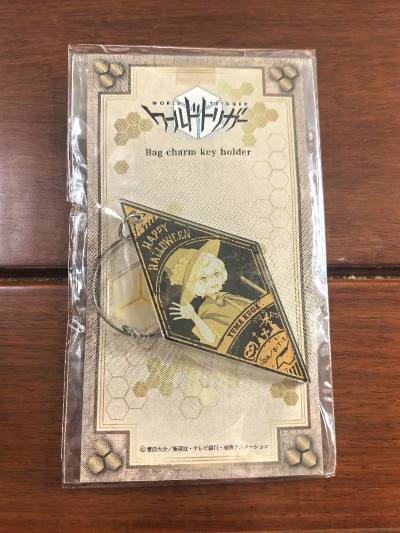 WORLD TRIGGER
ワールドトリガー
Bag charm key holder
HAPPY
HALLOWEEN
YUMA KUGA
©葦原大介/集英社・テレビ朝日・東映アニメーション